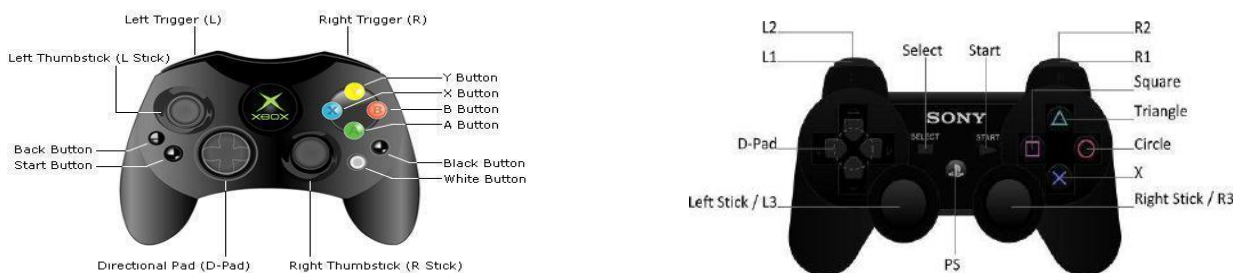 Left Trigger (L)
Right Trigger (R)
Left Thumbstick (L Stick)
Y Button
X Button
B Button
A Button
X
B
A
XBOX
Back Button
Start Button
Black Button
White Button
Directional Pad (D-Pad)
Right Thumbstick (R Stick)
L2
R2
L1
Select
Start
R1
Square
Triangle
SONY
SELECT
START
D-Pad
Circle
X
Left Stick / L3
Right Stick / R3
PS